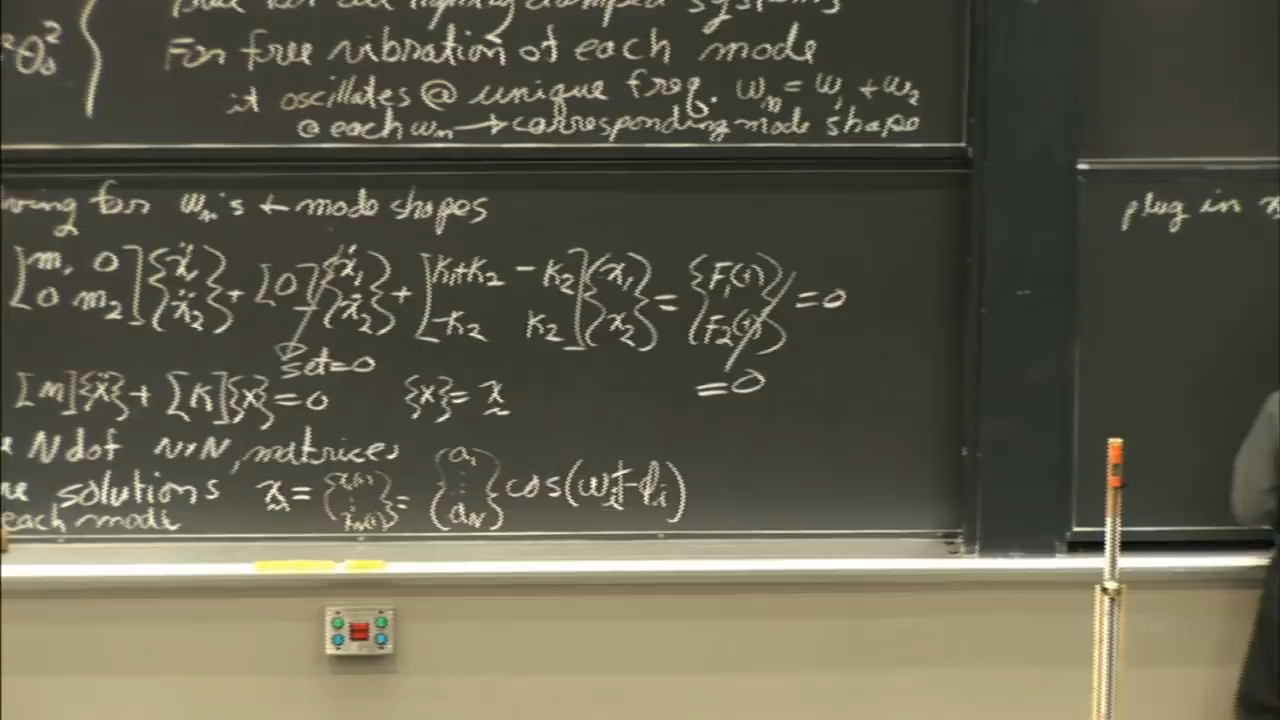 For free vibration of each mode
it oscillates @ unique freq. ωn = ω1 + ω2
@ each ωn → corresponding mode shape
for ωn's + mode shapes
[m1 0; 0 m2]{ẍ1; ẍ2} + [0]{ẋ1; ẋ2} + [K1+K2 -K2; -K2 K2]{x1; x2} = {F1(t); F2(t)} = 0
set=0
=0
[m]{ẍ} + [K]{x} = 0 {x} = x
N dof N×N, matrices
solutions x = {x1(t) ⋮ xN(t)} = {a1 ⋮ aN} cos(ωit-φi)
each mode
plug in